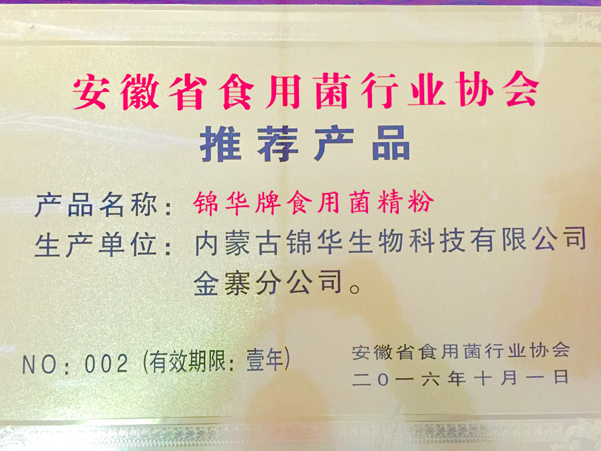 安徽省食用菌行业协会
推荐产品
产品名称：锦华牌食用菌精粉
生产单位：内蒙古锦华生物科技有限公司
金寨分公司。
NO：002（有效期限：壹年）
安徽省食用菌行业协会
二0一六年十月一日